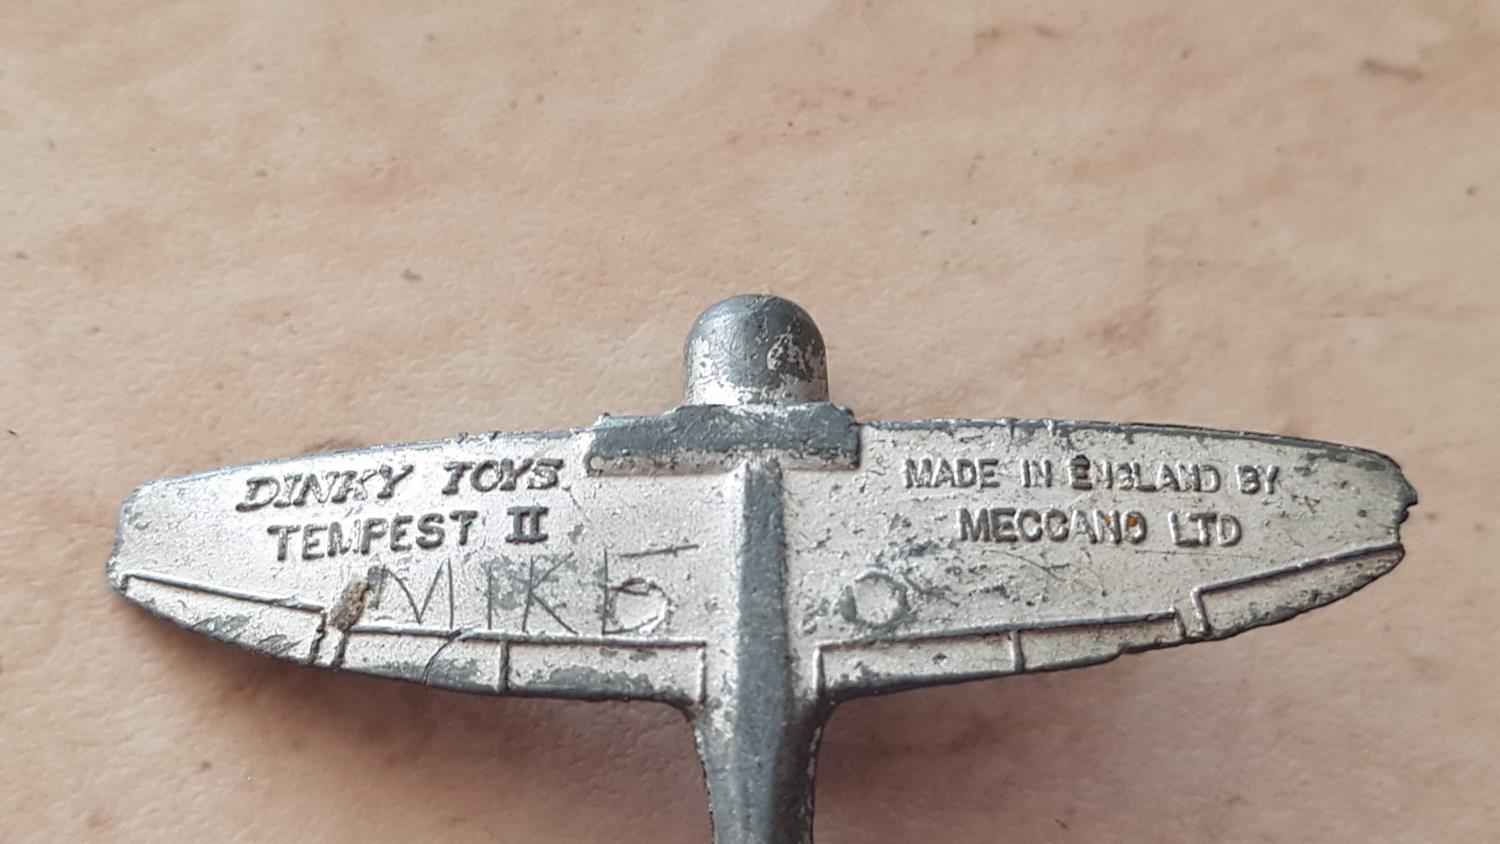 DINKY TOYS
TEMPEST II
MIKE
MADE IN ENGLAND BY
MECCANO LTD